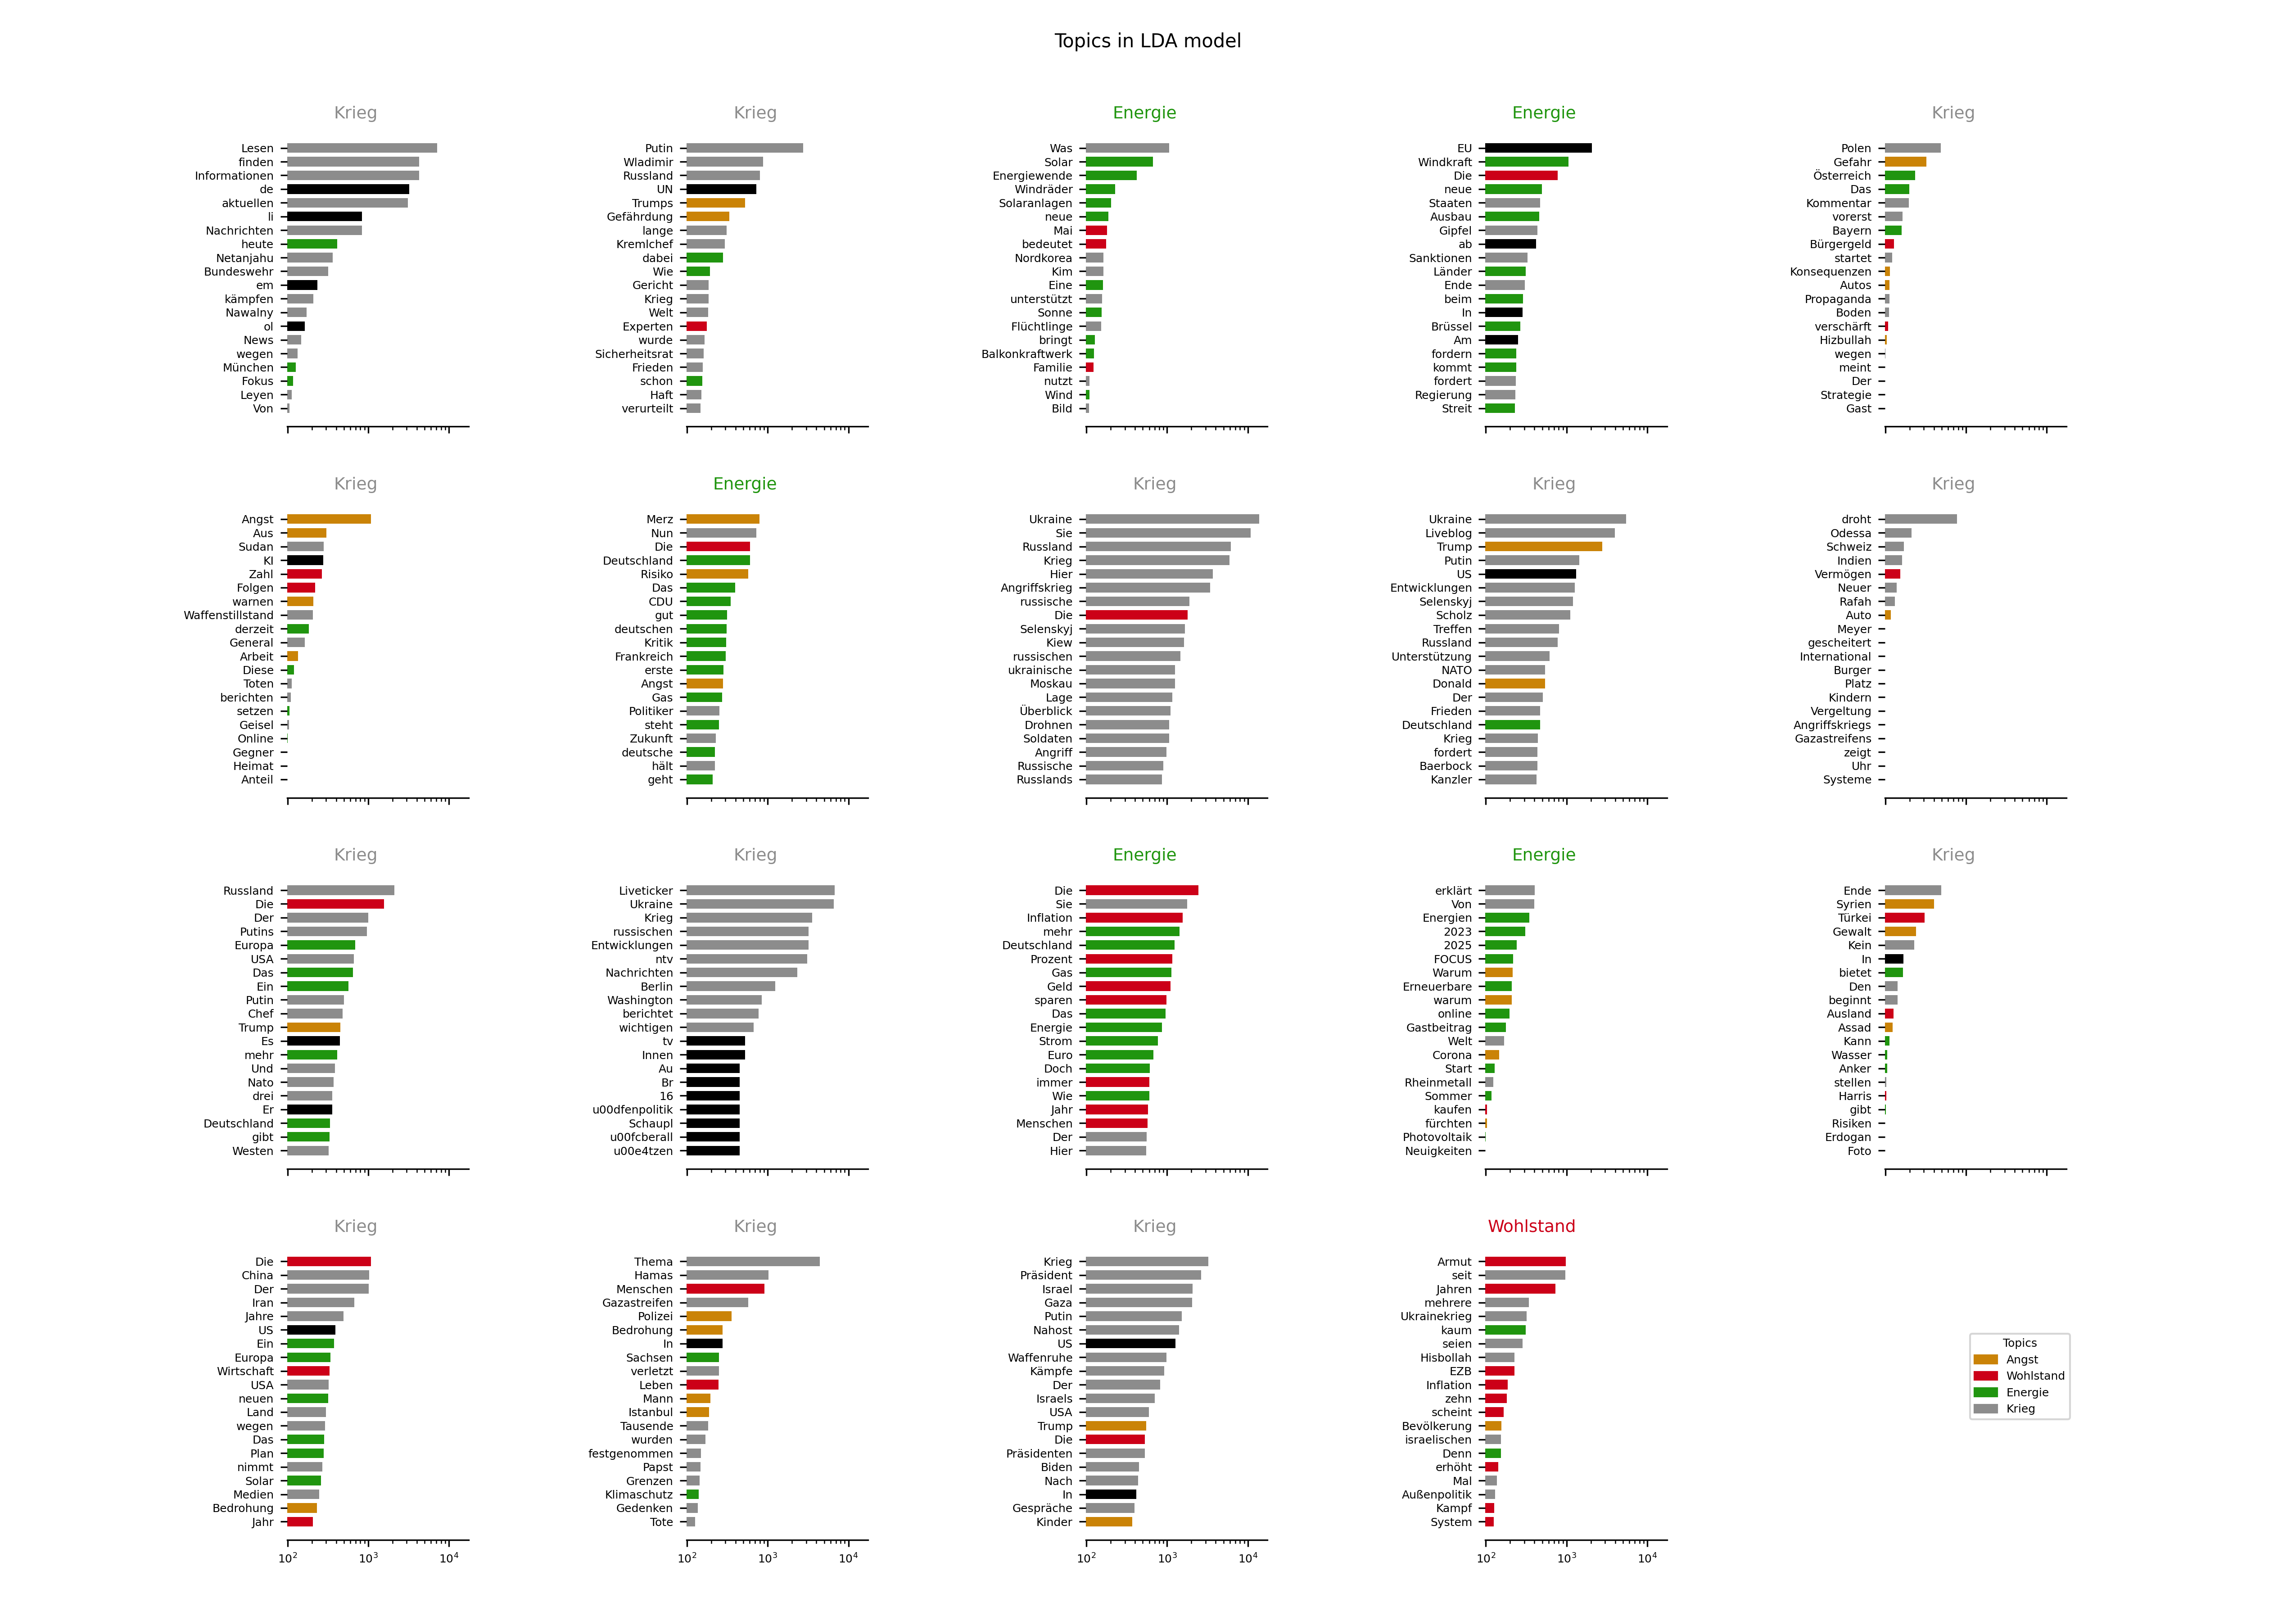 Topics in LDA model
Krieg
Lesen
finden
Informationen
de
aktuellen
li
Nachrichten
heute
Netanjahu
Bundeswehr
em
kämpfen
Nawalny
ol
News
wegen
München
Fokus
Leyen
Von
Krieg
Putin
Wladimir
Russland
UN
Trumps
Gefährdung
lange
Kremlchef
dabei
Wie
Gericht
Krieg
Welt
Experten
wurde
Sicherheitsrat
Frieden
schon
Haft
verurteilt
Energie
Was
Solar
Energiewende
Windräder
Solaranlagen
neue
Mai
bedeutet
Nordkorea
Kim
Eine
unterstützt
Sonne
Flüchtlinge
bringt
Balkonkraftwerk
Familie
nutzt
Wind
Bild
Energie
EU
Windkraft
Die
neue
Staaten
Ausbau
Gipfel
ab
Sanktionen
Länder
Ende
beim
In
Brüssel
Am
fordern
kommt
fordert
Regierung
Streit
Krieg
Polen
Gefahr
Österreich
Das
Kommentar
vorerst
Bayern
Bürgergeld
startet
Konsequenzen
Autos
Propaganda
Boden
verschärft
Hizbullah
wegen
meint
Der
Strategie
Gast
Krieg
Angst
Aus
Sudan
KI
Zahl
Folgen
warnen
Waffenstillstand
derzeit
General
Arbeit
Diese
Toten
berichten
setzen
Geisel
Online
Gegner
Heimat
Anteil
Energie
Merz
Nun
Die
Deutschland
Risiko
Das
CDU
gut
deutschen
Kritik
Frankreich
erste
Angst
Gas
Politiker
steht
Zukunft
deutsche
hält
geht
Krieg
Ukraine
Sie
Russland
Krieg
Hier
Angriffskrieg
russische
Die
Selenskyj
Kiew
russischen
ukrainische
Moskau
Lage
Überblick
Drohnen
Soldaten
Angriff
Russische
Russlands
Krieg
Ukraine
Liveblog
Trump
Putin
US
Entwicklungen
Selenskyj
Scholz
Treffen
Russland
Unterstützung
NATO
Donald
Der
Frieden
Deutschland
Krieg
fordert
Baerbock
Kanzler
Krieg
droht
Odessa
Schweiz
Indien
Vermögen
Neuer
Rafah
Auto
Meyer
gescheitert
International
Burger
Platz
Kindern
Vergeltung
Angriffskriegs
Gazastreifens
zeigt
Uhr
Systeme
Krieg
Russland
Die
Der
Putins
Europa
USA
Das
Ein
Putin
Chef
Trump
Es
mehr
Und
Nato
drei
Er
Deutschland
gibt
Westen
Krieg
Liveticker
Ukraine
Krieg
russischen
Entwicklungen
ntv
Nachrichten
Berlin
Washington
berichtet
wichtigen
tv
Innen
Au
Br
16
u00dfenpolitik
Schaupl
u00fcberall
u00e4tzen
Energie
Die
Sie
Inflation
mehr
Deutschland
Prozent
Gas
Geld
sparen
Das
Energie
Strom
Euro
Doch
immer
Wie
Jahr
Menschen
Der
Hier
Energie
erklärt
Von
Energien
2023
2025
FOCUS
Warum
Erneuerbare
warum
online
Gastbeitrag
Welt
Corona
Start
Rheinmetall
Sommer
kaufen
fürchten
Photovoltaik
Neuigkeiten
Krieg
Ende
Syrien
Türkei
Gewalt
Kein
In
bietet
Den
beginnt
Ausland
Assad
Kann
Wasser
Anker
stellen
Harris
gibt
Risiken
Erdogan
Foto
Krieg
Die
China
Der
Iran
Jahre
US
Ein
Europa
Wirtschaft
USA
neuen
Land
wegen
Das
Plan
nimmt
Solar
Medien
Bedrohung
Jahr
10² 10³ 10⁴
Krieg
Thema
Hamas
Menschen
Gazastreifen
Polizei
Bedrohung
In
Sachsen
verletzt
Leben
Mann
Istanbul
Tausende
wurden
festgenommen
Papst
Grenzen
Klimaschutz
Gedenken
Tote
10² 10³ 10⁴
Krieg
Krieg
Präsident
Israel
Gaza
Putin
Nahost
US
Waffenruhe
Kämpfe
Der
Israels
USA
Trump
Die
Präsidenten
Biden
Nach
In
Gespräche
Kinder
10² 10³ 10⁴
Wohlstand
Armut
seit
Jahren
mehrere
Ukrainekrieg
kaum
seien
Hisbollah
EZB
Inflation
zehn
scheint
Bevölkerung
israelischen
Denn
erhöht
Mal
Außenpolitik
Kampf
System
10² 10³ 10⁴
Topics
Angst
Wohlstand
Energie
Krieg